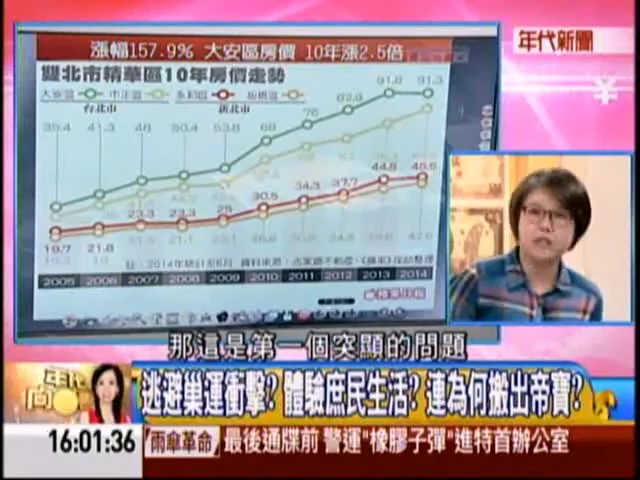 漲幅157.9% 大安區房價 10年漲2.5倍
年代新聞
雙北市精華區10年房價走勢
大安區 中正區 永和區 板橋區
台北市 新北市
39.4 41.3 48 50.4 53.8 68 76 82.8 91.8 91.3
19.7 21.8 23.3 23.3 25 30.5 34.3 37.7 44.8 45.6
2005 2006 2007 2008 2009 2010 2011 2012 2013 2014
那這是第一個突顯的問題
年代向錢
逃避巢運衝擊? 體驗庶民生活? 連為何搬出帝寶?
16:01:36 雨傘革命 最後通牒前 警運"橡膠子彈"進特首辦公室